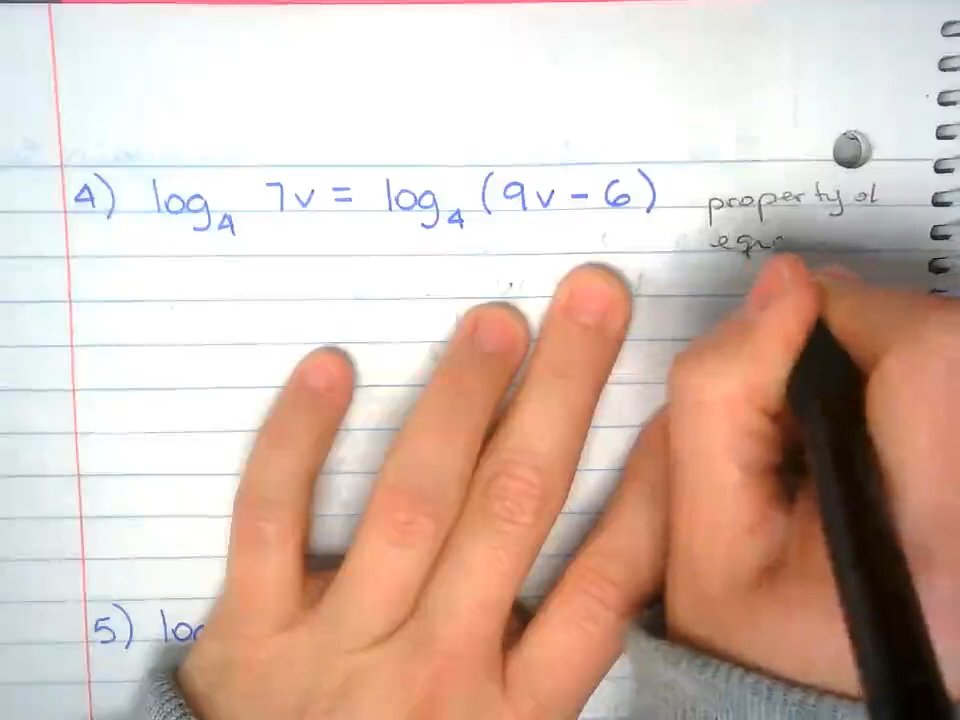 4) log₄ 7v = log₄ (9v - 6)
property of
5)